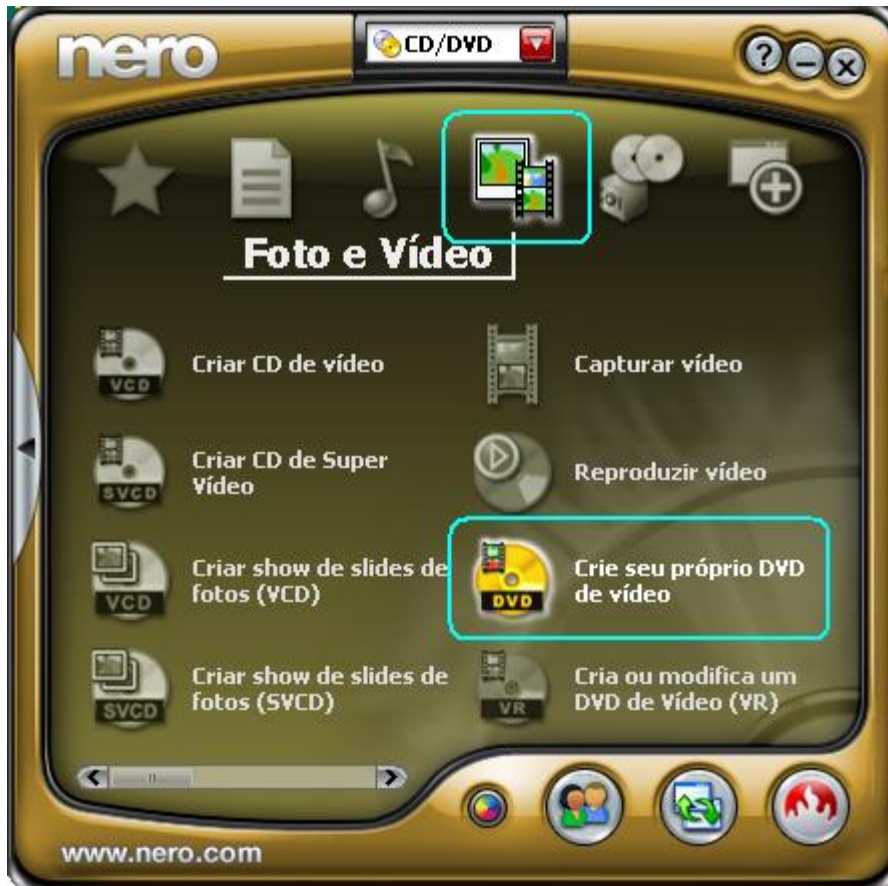 nero
CD/DVD
?
Foto e Vídeo
Criar CD de vídeo
VCD
Capturar vídeo
Criar CD de Super
Vídeo
SVCD
Reproduzir vídeo
Criar show de slides de
fotos (VCD)
VCD
Crie seu próprio DVD
de vídeo
DVD
Criar show de slides de
fotos (SVCD)
SVCD
Cria ou modifica um
DVD de Vídeo (VR)
VR
www.nero.com